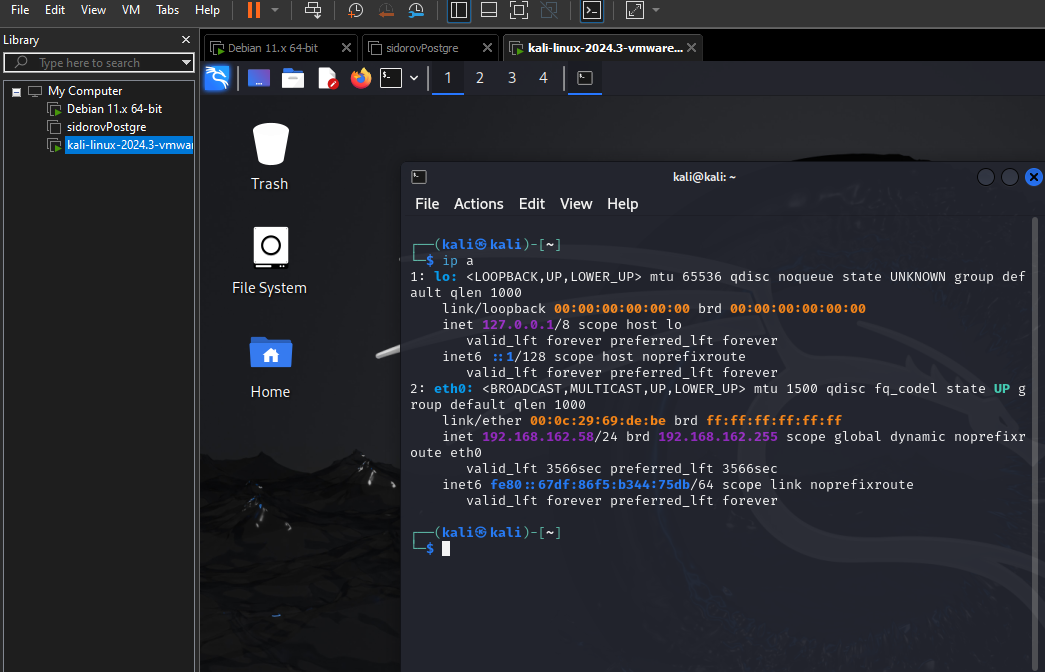 File Edit View VM Tabs Help
Library
Type here to search
My Computer
Debian 11.x 64-bit
sidorovPostgre
kali-linux-2024.3-vmwar
Debian 11.x 64-bit
sidorovPostgre
kali-linux-2024.3-vmware...
1 2 3 4
Trash
File System
Home
kali@kali: ~
File Actions Edit View Help
┌──(kali㉿kali)-[~]
└─$ ip a
1: lo: <LOOPBACK,UP,LOWER_UP> mtu 65536 qdisc noqueue state UNKNOWN group def
ault qlen 1000
    link/loopback 00:00:00:00:00:00 brd 00:00:00:00:00:00
    inet 127.0.0.1/8 scope host lo
       valid_lft forever preferred_lft forever
    inet6 ::1/128 scope host noprefixroute
       valid_lft forever preferred_lft forever
2: eth0: <BROADCAST,MULTICAST,UP,LOWER_UP> mtu 1500 qdisc fq_codel state UP g
roup default qlen 1000
    link/ether 00:0c:29:69:de:be brd ff:ff:ff:ff:ff:ff
    inet 192.168.162.58/24 brd 192.168.162.255 scope global dynamic noprefixr
oute eth0
       valid_lft 3566sec preferred_lft 3566sec
    inet6 fe80::67df:86f5:b344:75db/64 scope link noprefixroute
       valid_lft forever preferred_lft forever
┌──(kali㉿kali)-[~]
└─$